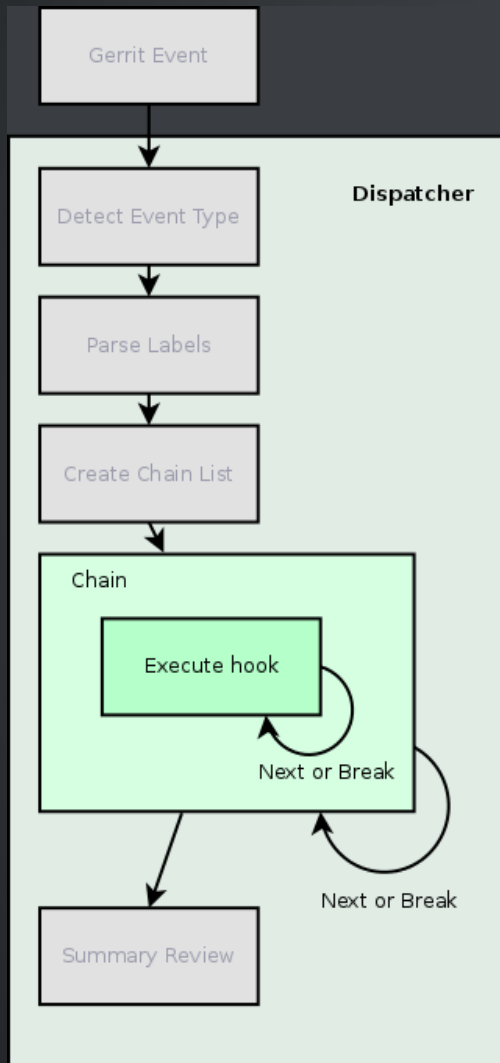 Gerrit Event
Dispatcher
Detect Event Type
Parse Labels
Create Chain List
Chain
Execute hook
Next or Break
Next or Break
Summary Review